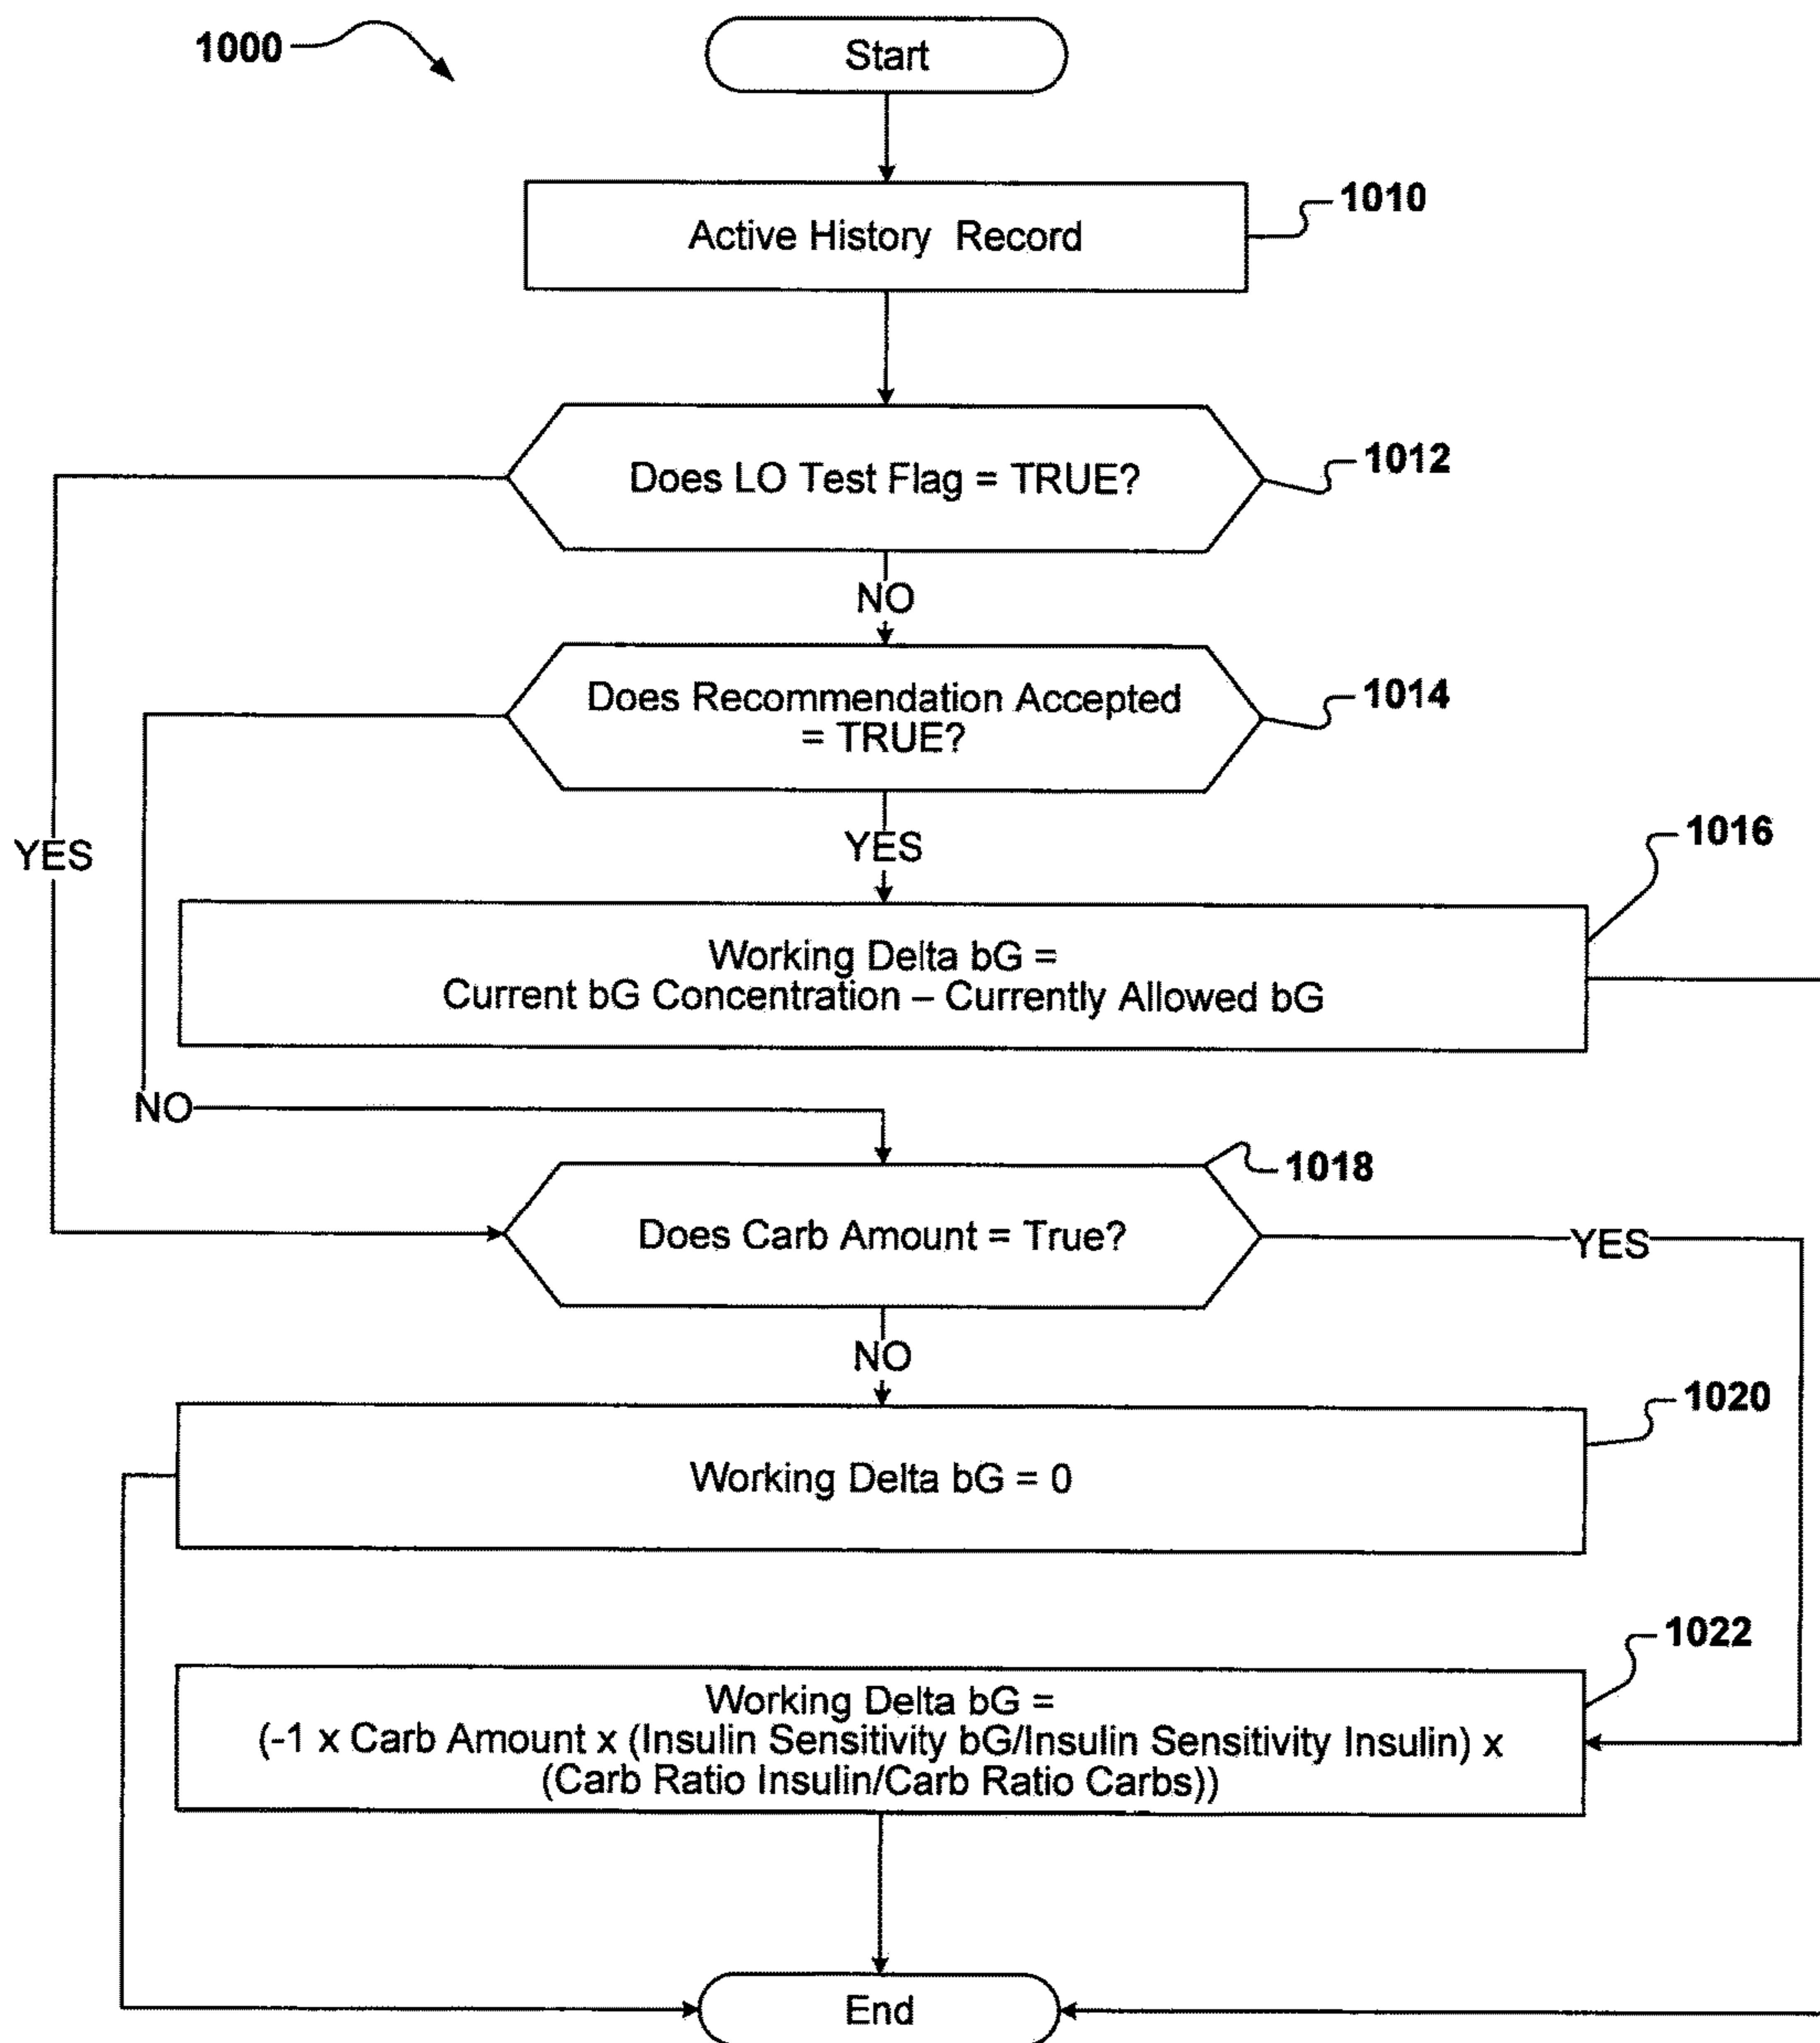 1000
Start
Active History Record
1010
Does LO Test Flag = TRUE?
1012
NO
Does Recommendation Accepted
= TRUE?
1014
YES
YES
1016
Working Delta bG =
Current bG Concentration – Currently Allowed bG
NO
1018
Does Carb Amount = True?
YES
NO
1020
Working Delta bG = 0
1022
Working Delta bG =
(-1 x Carb Amount x (Insulin Sensitivity bG/Insulin Sensitivity Insulin) x
(Carb Ratio Insulin/Carb Ratio Carbs))
End